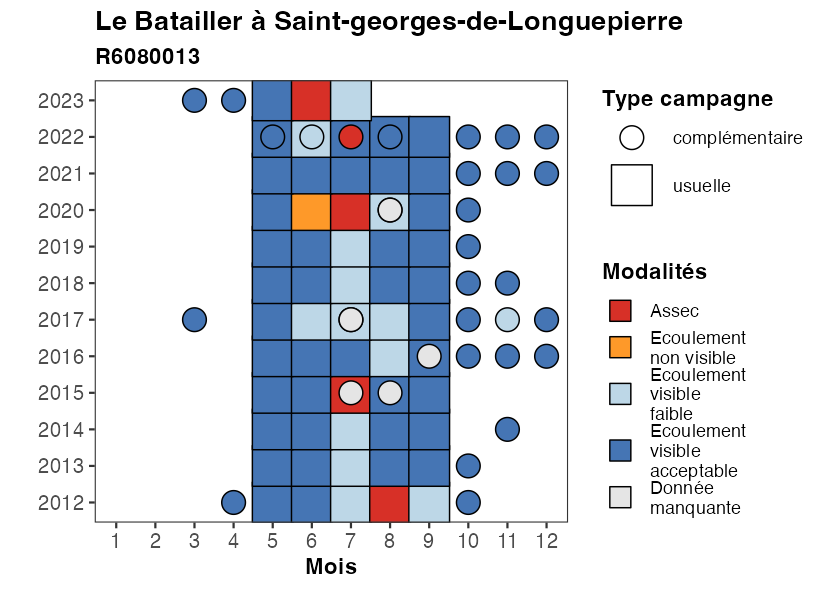 Le Batailler à Saint-georges-de-Longuepierre
R6080013
2023
2022
2021
2020
2019
2018
2017
2016
2015
2014
2013
2012
1 2 3 4 5 6 7 8 9 10 11 12
Mois
Type campagne
complémentaire
usuelle
Modalités
Assec
Ecoulement
non visible
Ecoulement
visible
faible
Ecoulement
visible
acceptable
Donnée
manquante